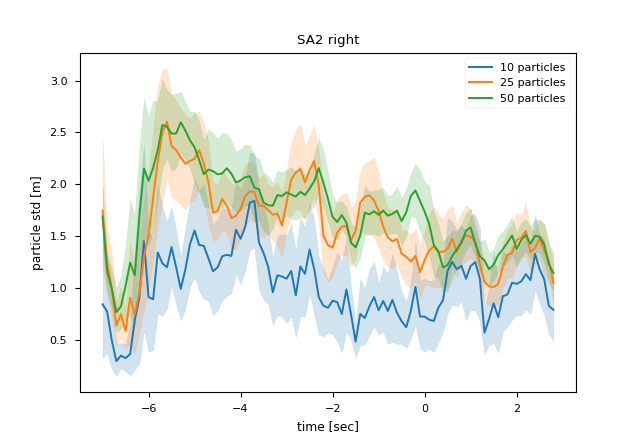 SA2 right
10 particles
25 particles
50 particles
particle std [m]
3.0
2.5
2.0
1.5
1.0
0.5
−6
−4
−2
0
2
time [sec]